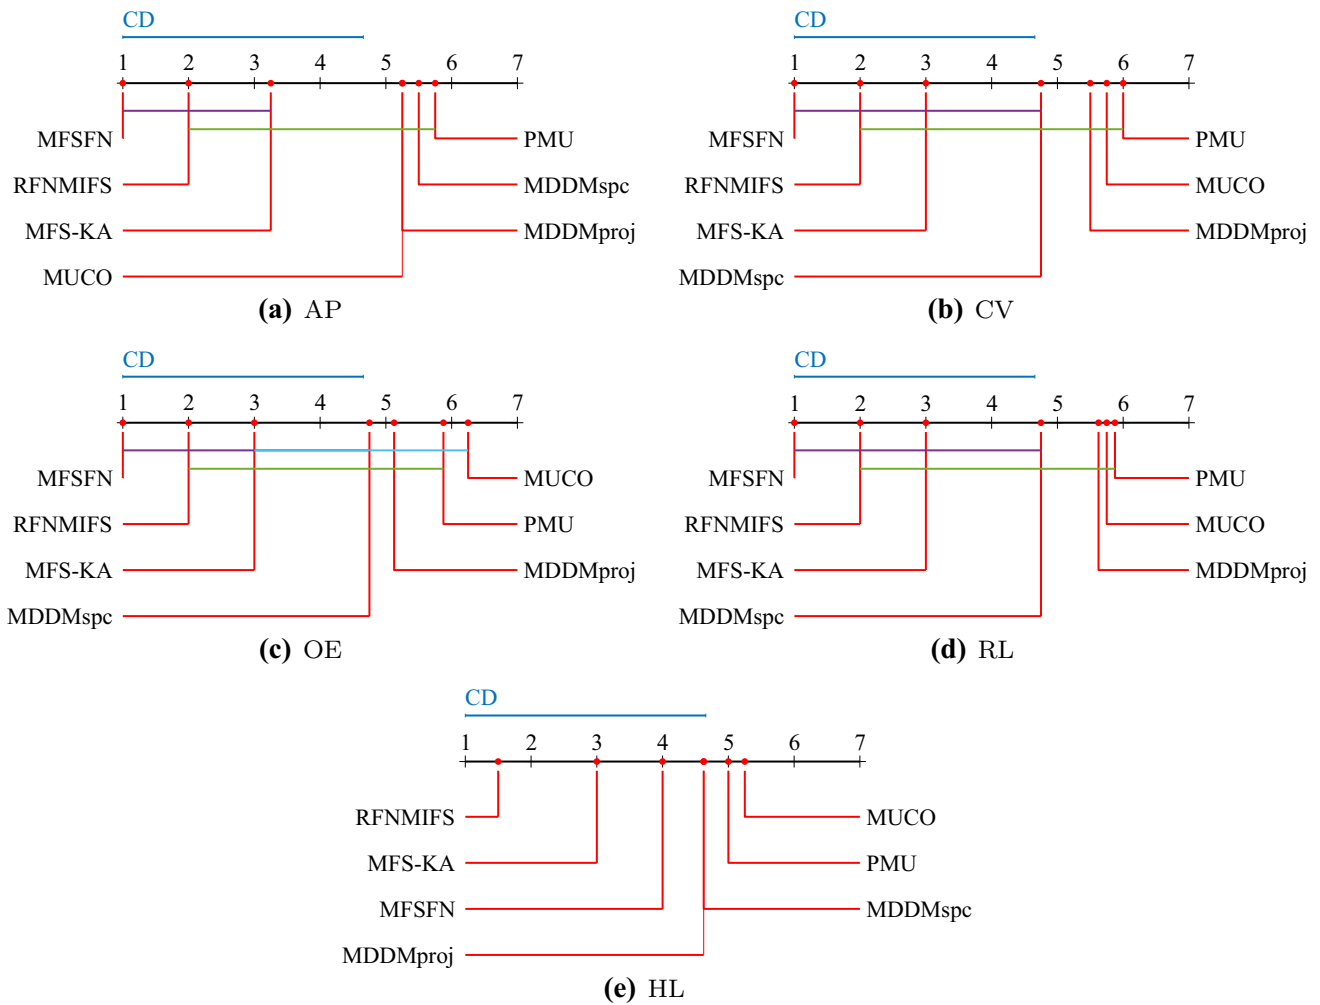 CD
1 2 3 4 5 6 7
MFSFN
RFNMIFS
MFS-KA
MUCO
PMU
MDDMspc
MDDMproj
(a) AP
CD
1 2 3 4 5 6 7
MFSFN
RFNMIFS
MFS-KA
MDDMspc
PMU
MUCO
MDDMproj
(b) CV
CD
1 2 3 4 5 6 7
MFSFN
RFNMIFS
MFS-KA
MDDMspc
MUCO
PMU
MDDMproj
(c) OE
CD
1 2 3 4 5 6 7
MFSFN
RFNMIFS
MFS-KA
MDDMspc
PMU
MUCO
MDDMproj
(d) RL
CD
1 2 3 4 5 6 7
RFNMIFS
MFS-KA
MFSFN
MDDMproj
MUCO
PMU
MDDMspc
(e) HL